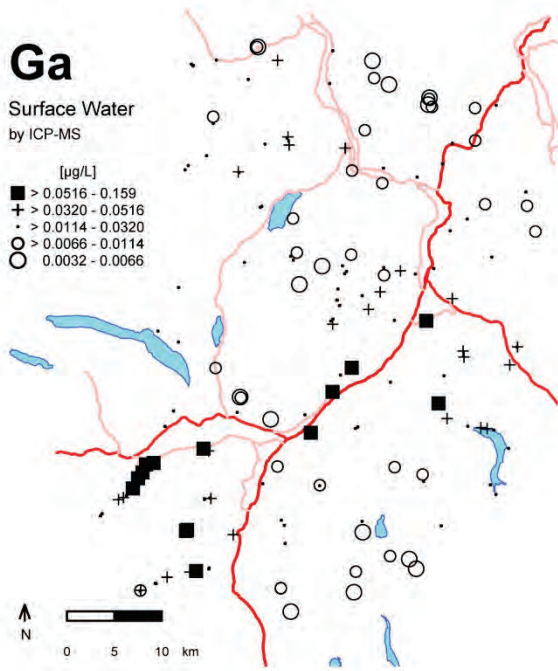 Ga
Surface Water
by ICP-MS
[µg/L]
> 0.0516 - 0.159
> 0.0320 - 0.0516
> 0.0114 - 0.0320
> 0.0066 - 0.0114
0.0032 - 0.0066
N
0 5 10 km